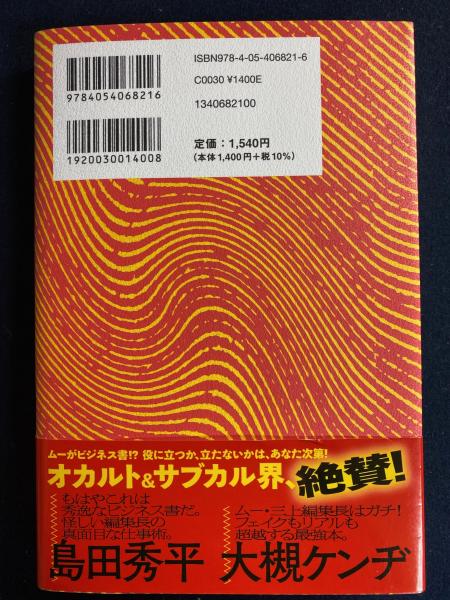 ISBN978-4-05-406821-6
C0030 ¥1400E
9784054068216
1340682100
1920030014008
定価：1,540円
（本体1,400円＋税10％）
ムーがビジネス書!? 役に立つか、立たないかは、あなた次第！
オカルト&サブカル界、絶賛！
もはやこれは
秀逸なビジネス書だ。
怪しい編集長の
真面目な仕事術。
島田秀平
ムー・三上編集長はガチ！
フェイクもリアルも
超越する最強本。
大槻ケンヂ